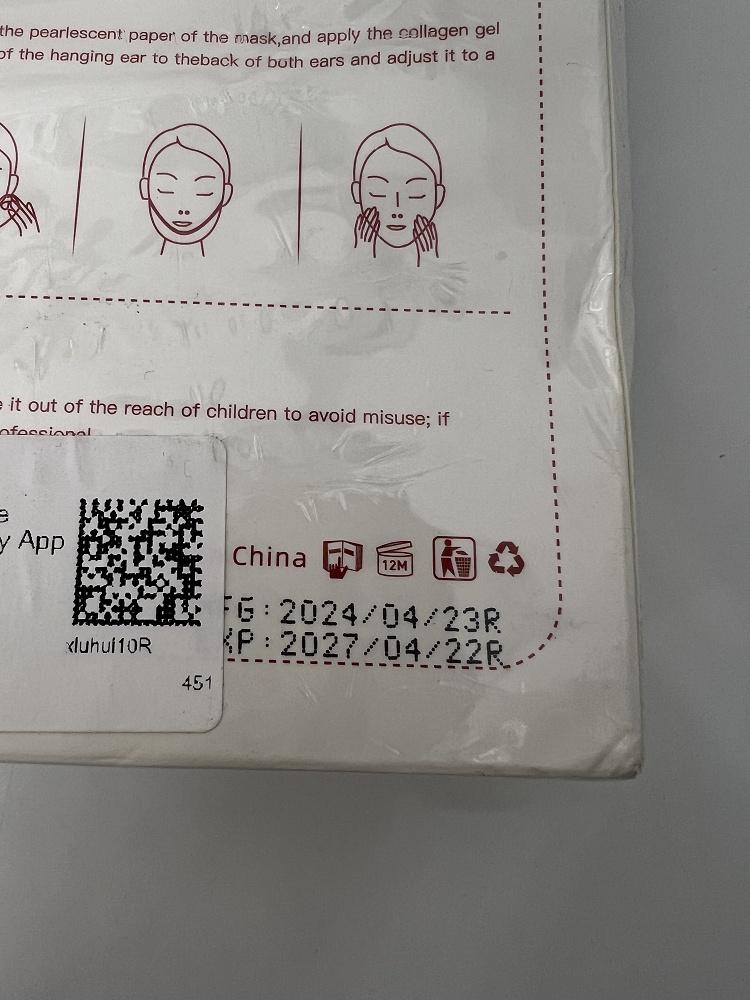 the pearlescent paper of the mask,and apply the collagen gel
of the hanging ear to theback of both ears and adjust it to a
it out of the reach of children to avoid misuse; if
y App
China
12M
FG:2024/04/23R
XP:2027/04/22R
xluhui10R
451